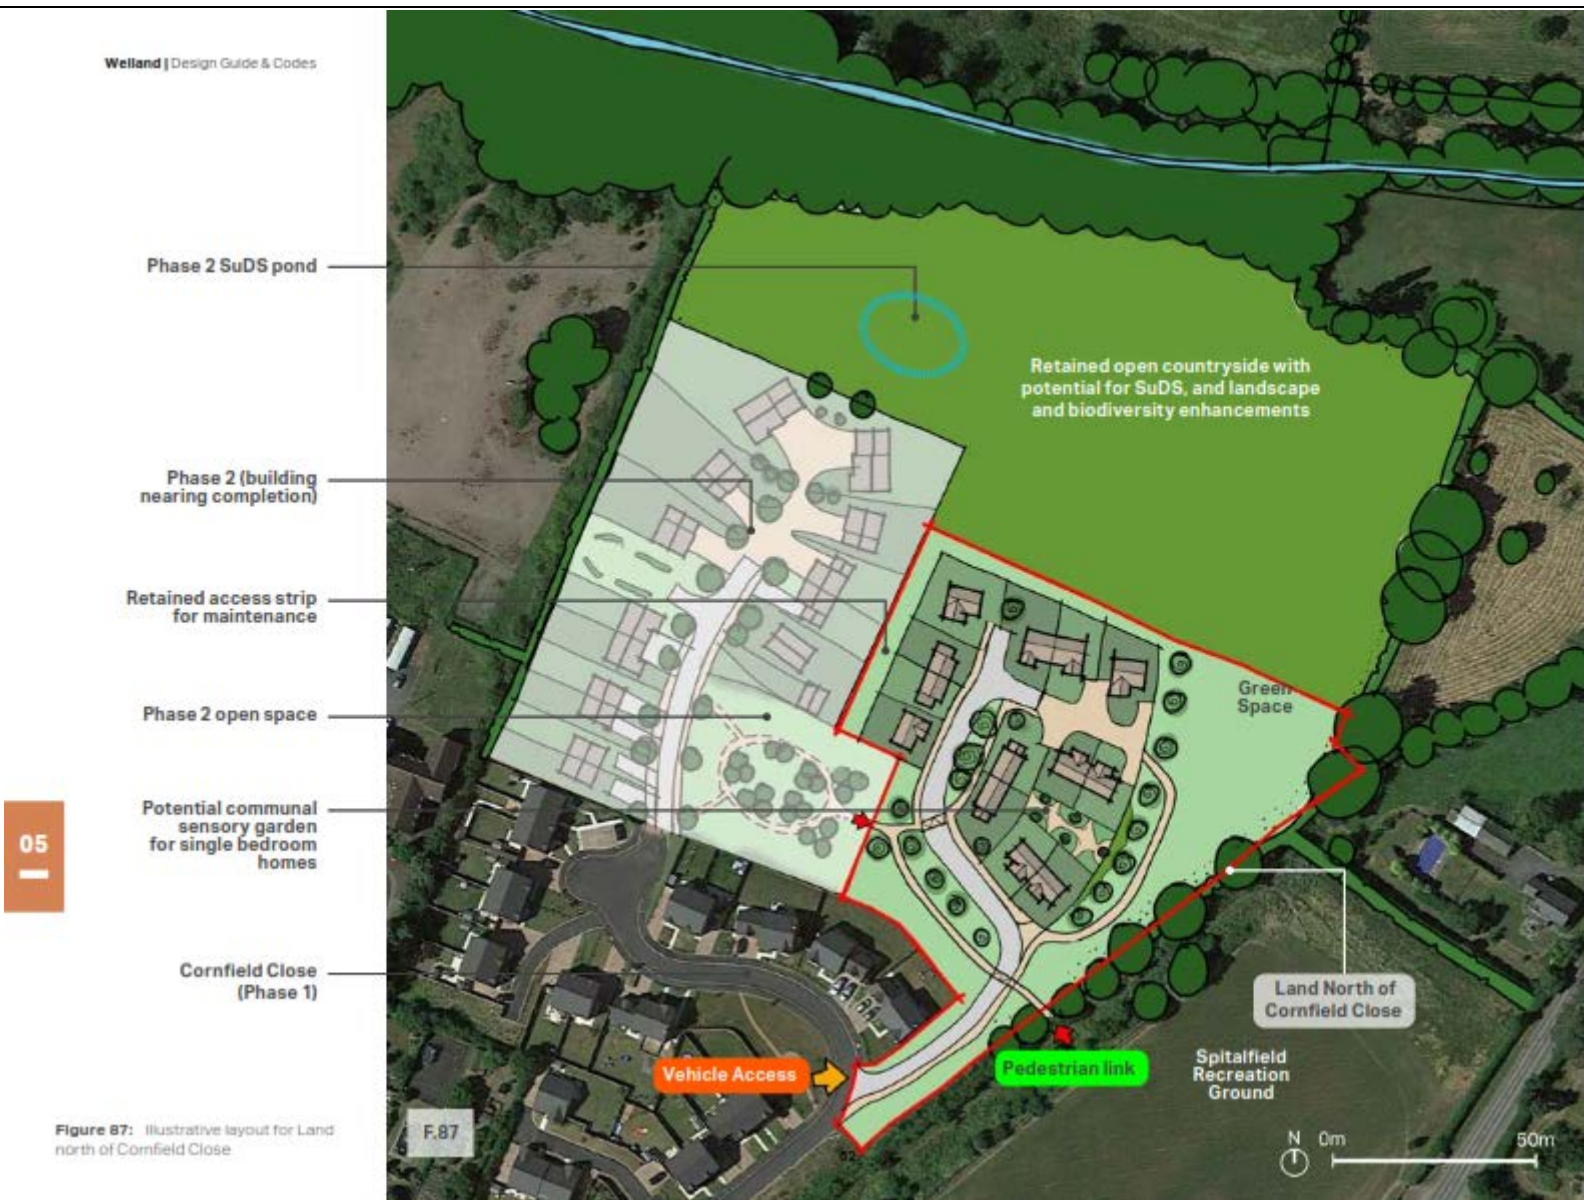 Welland | Design Guide & Codes
Phase 2 SuDS pond
Retained open countryside with
potential for SuDS, and landscape
and biodiversity enhancements
Phase 2 (building
nearing completion)
Retained access strip
for maintenance
Green
Space
Phase 2 open space
Potential communal
sensory garden
for single bedroom
homes
05
Cornfield Close
(Phase 1)
Land North of
Cornfield Close
Vehicle Access
Pedestrian link
Spitalfield
Recreation
Ground
Figure 87: Illustrative layout for Land
north of Cornfield Close
F.87
N 0m 50m